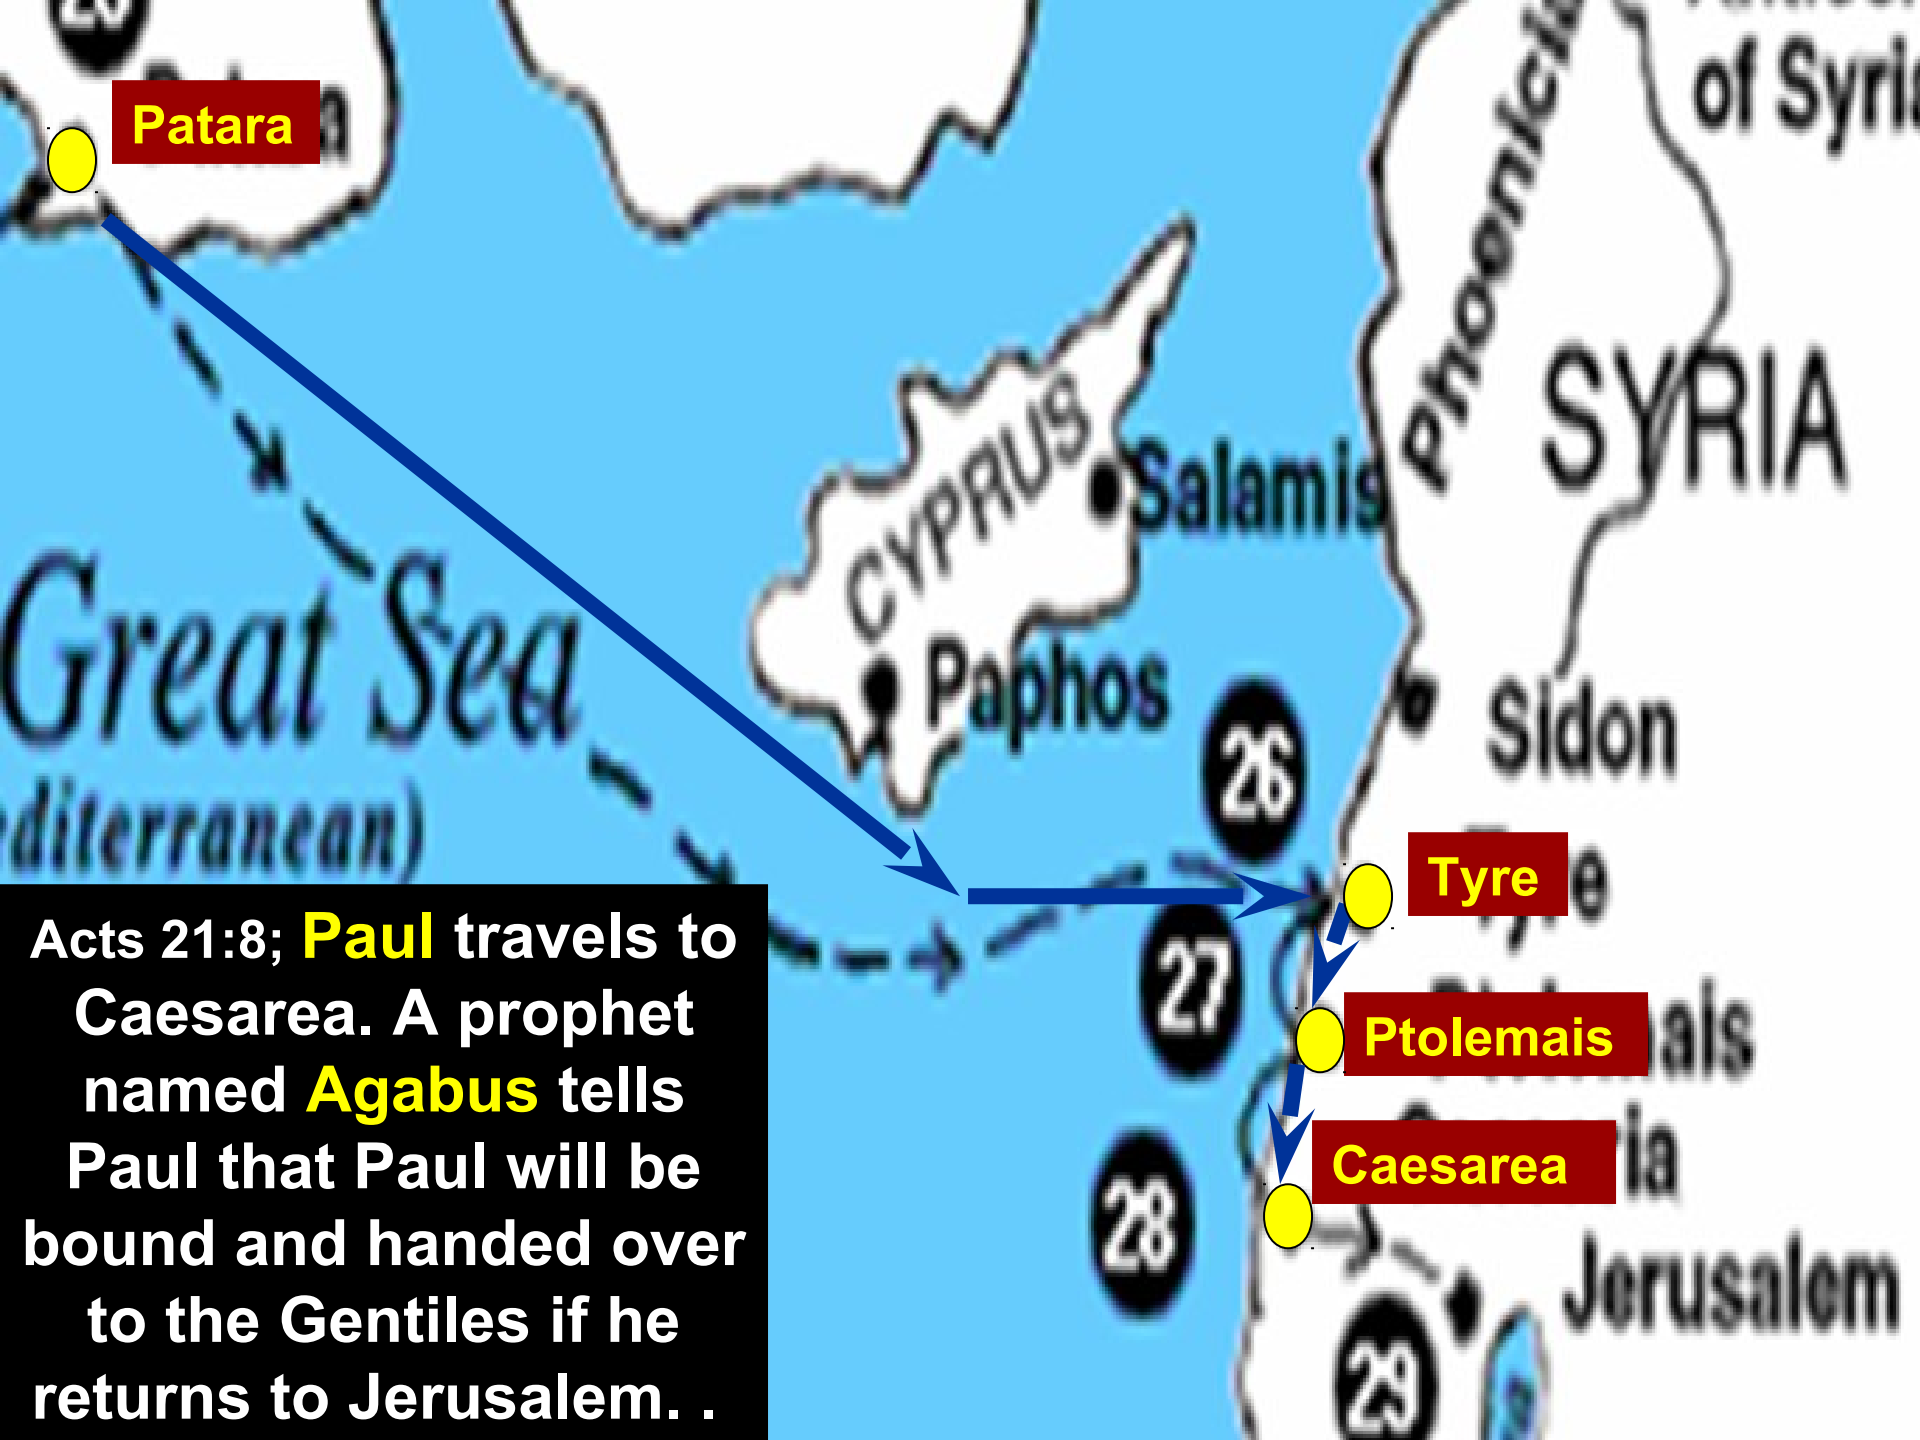 of Syria
Patara
Phoenicia
SYRIA
CYPRUS
Salamis
Great Sea
Paphos
Sidon
26
editerranean)
Tyre
27
Ptolemais
Caesarea
28
Jerusalem
29
Acts 21:8; Paul travels to
Caesarea. A prophet
named Agabus tells
Paul that Paul will be
bound and handed over
to the Gentiles if he
returns to Jerusalem. .